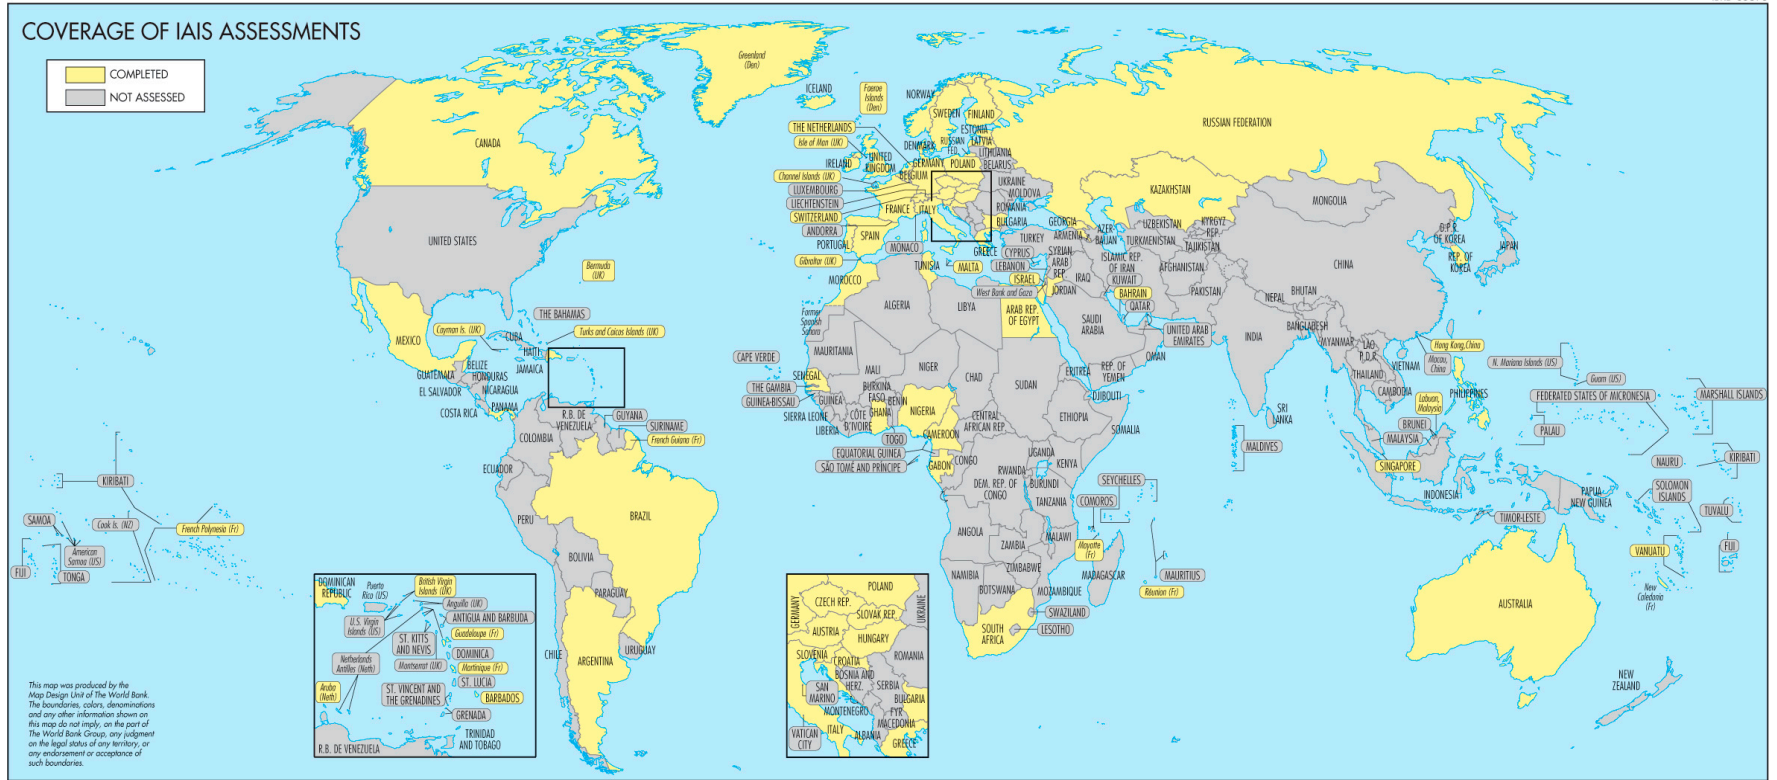 COVERAGE OF IAIS ASSESSMENTS
COMPLETED
NOT ASSESSED
Greenland
(Den)
ICELAND
Faeroe
Islands
(Den)
NORWAY
SWEDEN
FINLAND
RUSSIAN FEDERATION
CANADA
THE NETHERLANDS
Isle of Man (UK)
ESTONIA
RUSSIAN
FED.
LATVIA
DENMARK
LITHUANIA
BELARUS
IRELAND
UNITED
KINGDOM
GERMANY
POLAND
BELGIUM
Channel Islands (UK)
LUXEMBOURG
LIECHTENSTEIN
SWITZERLAND
ANDORRA
UKRAINE
MOLDOVA
ROMANIA
FRANCE
ITALY
BULGARIA
KAZAKHSTAN
MONGOLIA
UNITED STATES
PORTUGAL
SPAIN
MONACO
GREECE
GEORGIA
ARMENIA
AZER-
BAIJAN
UZBEKISTAN
KYRGYZ
REP.
TURKMENISTAN
TAJIKISTAN
D.P.R.
OF KOREA
JAPAN
REP. OF
KOREA
TURKEY
Gibraltar (UK)
TUNISIA
MALTA
CYPRUS
LEBANON
ISRAEL
West Bank and Gaza
SYRIAN
ARAB
REP.
IRAQ
ISLAMIC REP.
OF IRAN
AFGHANISTAN
KUWAIT
BAHRAIN
QATAR
JORDAN
PAKISTAN
CHINA
Bermuda
(UK)
MOROCCO
ALGERIA
LIBYA
ARAB REP.
OF EGYPT
SAUDI
ARABIA
UNITED ARAB
EMIRATES
OMAN
NEPAL
BHUTAN
BANGLADESH
INDIA
MYANMAR
LAO
P.D.R.
VIETNAM
THAILAND
CAMBODIA
Hong Kong,China
Macau,
China
THE BAHAMAS
Cayman Is. (UK)
CUBA
Turks and Caicos Islands (UK)
MEXICO
HAITI
JAMAICA
BELIZE
HONDURAS
GUATEMALA
EL SALVADOR
NICARAGUA
COSTA RICA
PANAMA
Former
Spanish
Sahara
CAPE VERDE
MAURITANIA
MALI
NIGER
CHAD
SUDAN
ERITREA
REP. OF
YEMEN
DJIBOUTI
SENEGAL
THE GAMBIA
GUINEA-BISSAU
GUINEA
SIERRA LEONE
LIBERIA
CÔTE
D'IVOIRE
BURKINA
FASO
GHANA
BENIN
TOGO
NIGERIA
CAMEROON
CENTRAL
AFRICAN REP.
ETHIOPIA
SOMALIA
SRI
LANKA
MALDIVES
PHILIPPINES
Labuan,
Malaysia
BRUNEI
MALAYSIA
SINGAPORE
INDONESIA
N. Mariana Islands (US)
Guam (US)
FEDERATED STATES OF MICRONESIA
MARSHALL ISLANDS
PALAU
NAURU
KIRIBATI
SOLOMON
ISLANDS
PAPUA
NEW GUINEA
TIMOR-LESTE
TUVALU
VANUATU
FIJI
New
Caledonia
(Fr)
AUSTRALIA
NEW
ZEALAND
R.B. DE
VENEZUELA
GUYANA
SURINAME
French Guiana (Fr)
COLOMBIA
ECUADOR
PERU
BRAZIL
BOLIVIA
PARAGUAY
URUGUAY
ARGENTINA
CHILE
EQUATORIAL GUINEA
SÃO TOMÉ AND PRÍNCIPE
GABON
CONGO
DEM. REP. OF
CONGO
UGANDA
KENYA
RWANDA
BURUNDI
TANZANIA
SEYCHELLES
COMOROS
ANGOLA
ZAMBIA
MALAWI
Mayotte
(Fr)
ZIMBABWE
MADAGASCAR
MAURITIUS
Réunion (Fr)
NAMIBIA
BOTSWANA
MOZAMBIQUE
SWAZILAND
LESOTHO
SOUTH
AFRICA
KIRIBATI
SAMOA
Cook Is. (NZ)
French Polynesia (Fr)
American
Samoa (US)
FIJI
TONGA
DOMINICAN
REPUBLIC
Puerto
Rico (US)
British Virgin
Islands (UK)
U.S. Virgin
Islands (US)
Anguilla (UK)
ANTIGUA AND BARBUDA
ST. KITTS
AND NEVIS
Guadeloupe (Fr)
Netherlands
Antilles (Neth)
Montserrat (UK)
DOMINICA
Martinique (Fr)
ST. LUCIA
Aruba
(Neth)
ST. VINCENT AND
THE GRENADINES
BARBADOS
GRENADA
TRINIDAD
AND TOBAGO
R.B. DE VENEZUELA
POLAND
GERMANY
CZECH REP.
SLOVAK REP.
UKRAINE
AUSTRIA
HUNGARY
SLOVENIA
CROATIA
ROMANIA
BOSNIA AND
HERZ.
SERBIA
SAN
MARINO
BULGARIA
MONTENEGRO
FYR
MACEDONIA
VATICAN
CITY
ITALY
ALBANIA
GREECE
This map was produced by the
Map Design Unit of The World Bank.
The boundaries, colors, denominations
and any other information shown on
this map do not imply, on the part of
The World Bank Group, any judgment
on the legal status of any territory, or
any endorsement or acceptance of
such boundaries.